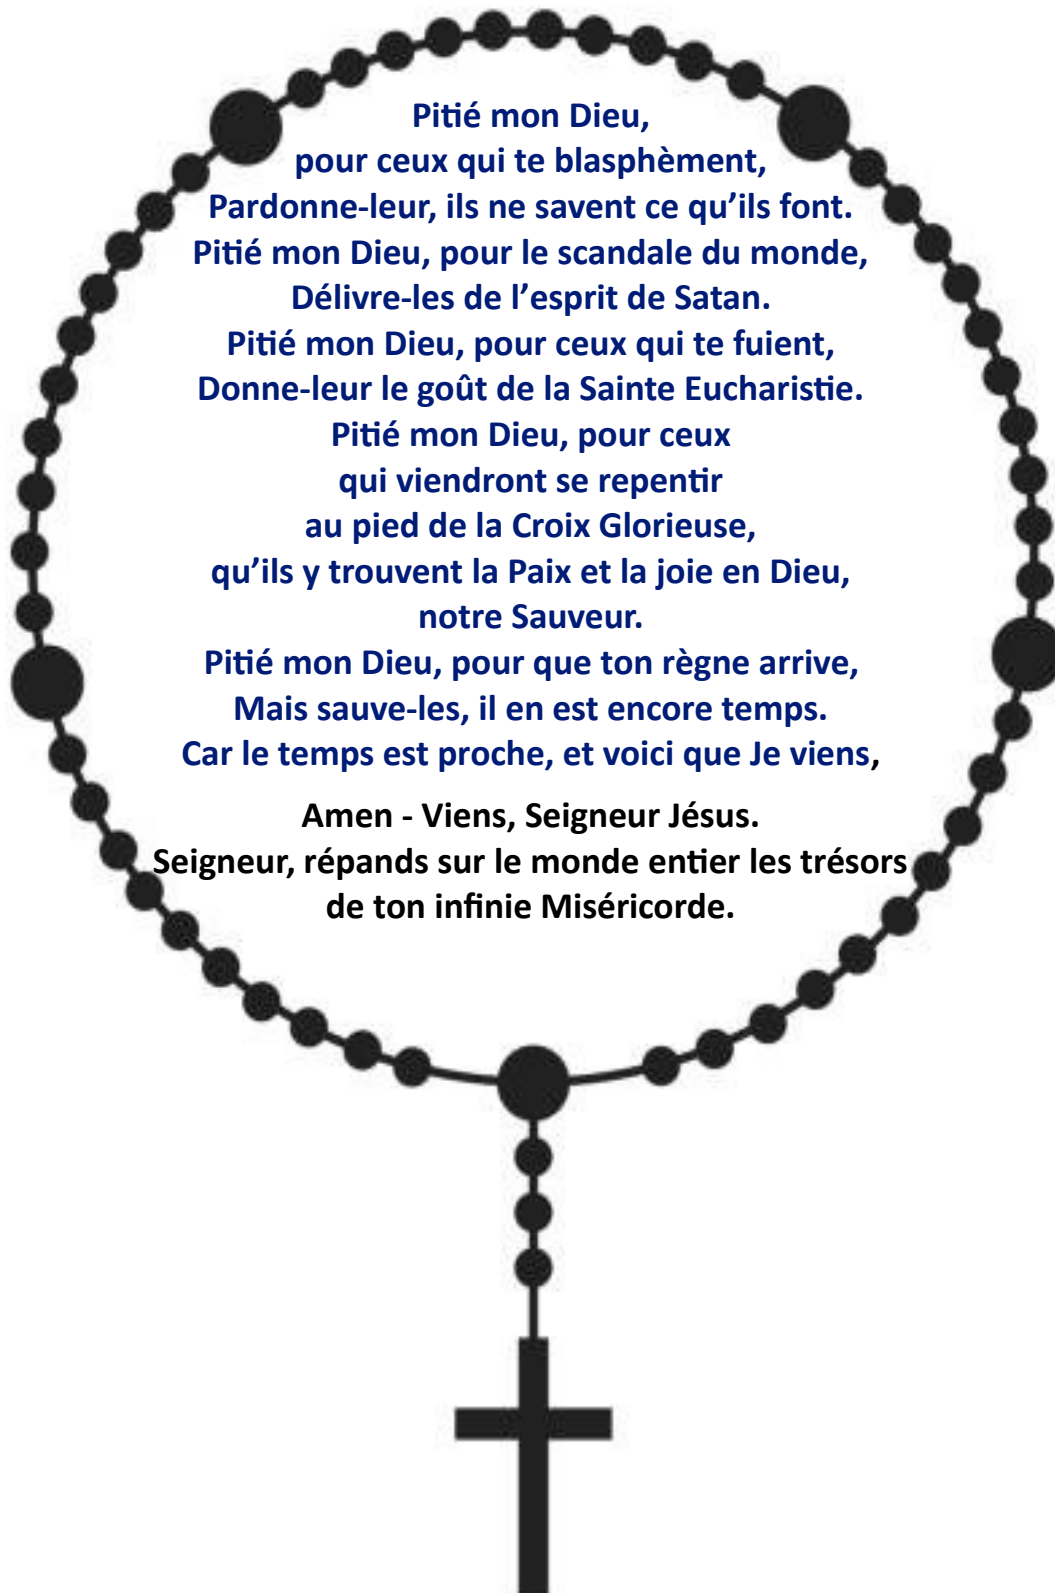 Pitié mon Dieu,
pour ceux qui te blasphèment,
Pardonne-leur, ils ne savent ce qu’ils font.
Pitié mon Dieu, pour le scandale du monde,
Délivre-les de l’esprit de Satan.
Pitié mon Dieu, pour ceux qui te fuient,
Donne-leur le goût de la Sainte Eucharistie.
Pitié mon Dieu, pour ceux
qui viendront se repentir
au pied de la Croix Glorieuse,
qu’ils y trouvent la Paix et la joie en Dieu,
notre Sauveur.
Pitié mon Dieu, pour que ton règne arrive,
Mais sauve-les, il en est encore temps.
Car le temps est proche, et voici que Je viens,
Amen - Viens, Seigneur Jésus.
Seigneur, répands sur le monde entier les trésors
de ton infinie Miséricorde.